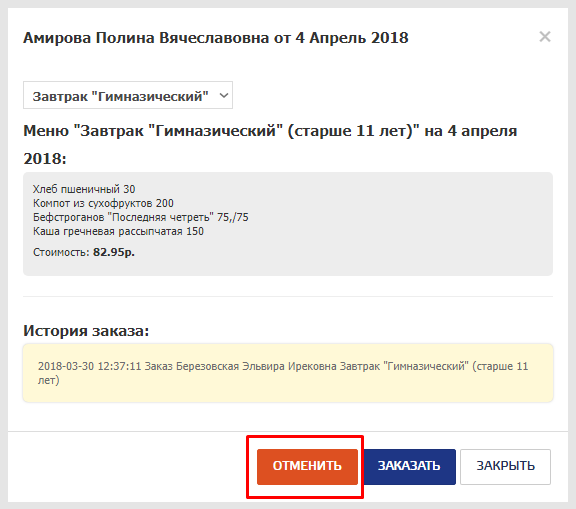 Амирова Полина Вячеславовна от 4 Апрель 2018
Завтрак "Гимназический"
Меню "Завтрак "Гимназический" (старше 11 лет)" на 4 апреля
2018:
Хлеб пшеничный 30
Компот из сухофруктов 200
Бефстроганов "Последняя четреть" 75,/75
Каша гречневая рассыпчатая 150
Стоимость: 82.95р.
История заказа:
2018-03-30 12:37:11 Заказ Березовская Эльвира Ирековна Завтрак "Гимназический" (старше 11
лет)
ОТМЕНИТЬ ЗАКАЗАТЬ ЗАКРЫТЬ